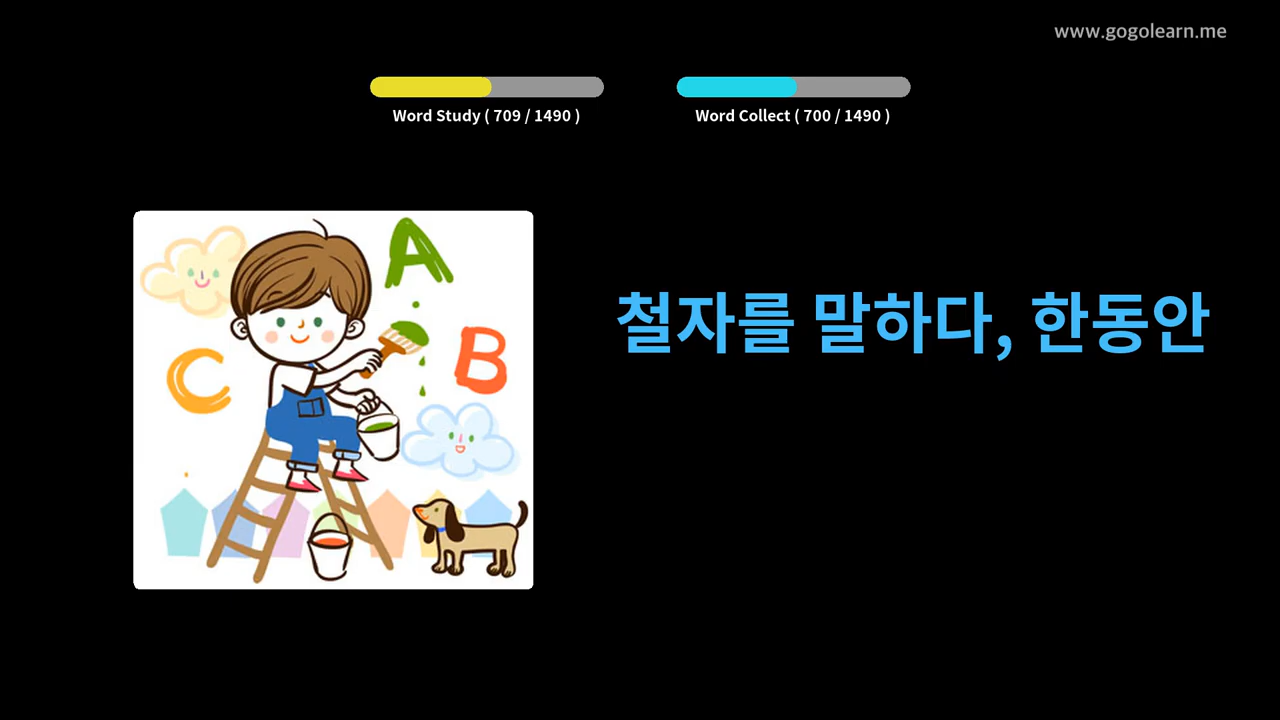 www.gogolearn.me
Word Study ( 709 / 1490 )
Word Collect ( 700 / 1490 )
A
B
C
철자를 말하다, 한동안